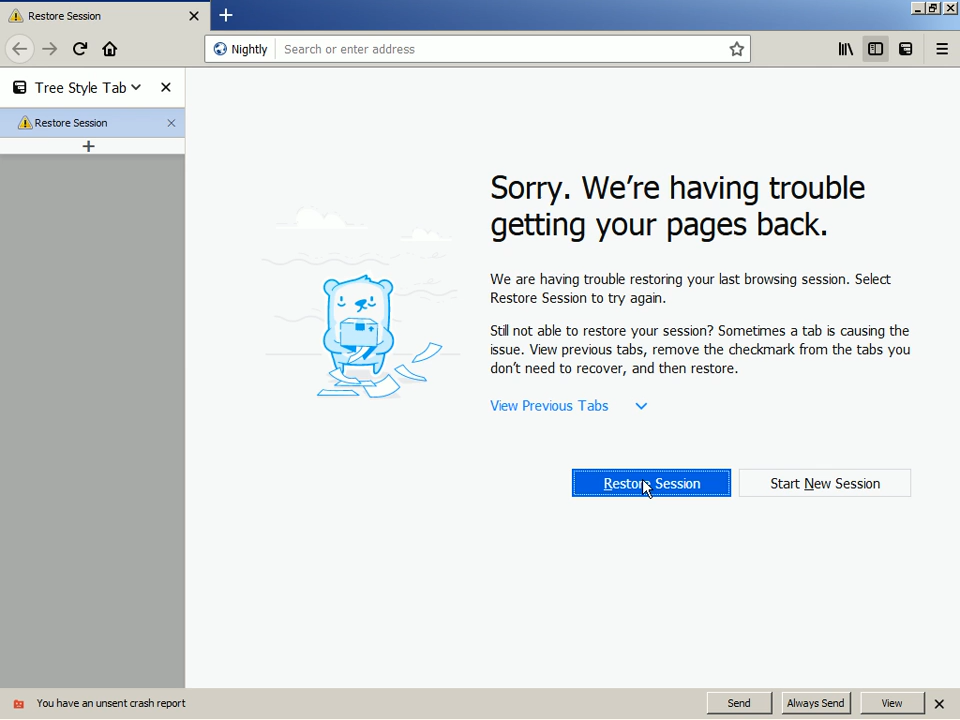 Restore Session
Nightly
Search or enter address
Tree Style Tab
Restore Session
Sorry. We’re having trouble
getting your pages back.
We are having trouble restoring your last browsing session. Select
Restore Session to try again.
Still not able to restore your session? Sometimes a tab is causing the
issue. View previous tabs, remove the checkmark from the tabs you
don’t need to recover, and then restore.
View Previous Tabs
Restore Session
Start New Session
You have an unsent crash report
Send
Always Send
View